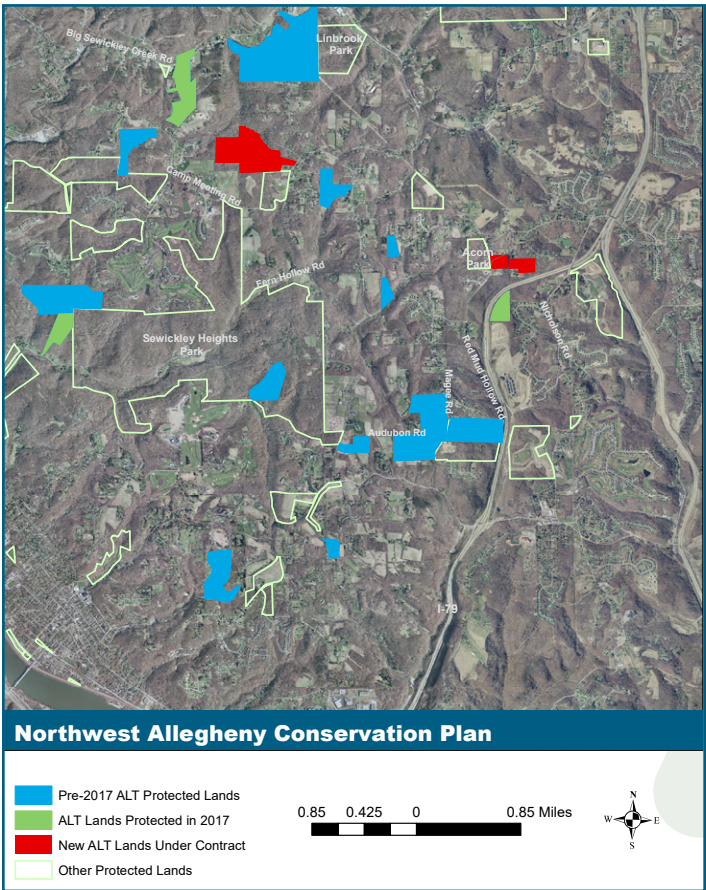 Big Sewickley Creek Rd
Linbrook
Park
Camp Meeting Rd
Acorn
Park
Fern Hollow Rd
Nicholson Rd
Sewickley Heights
Park
Red Mud Hollow Rd
Magee Rd
Audubon Rd
I-79
Northwest Allegheny Conservation Plan
Pre-2017 ALT Protected Lands
ALT Lands Protected in 2017
New ALT Lands Under Contract
Other Protected Lands
0.85 0.425 0 0.85 Miles
N
W E
S